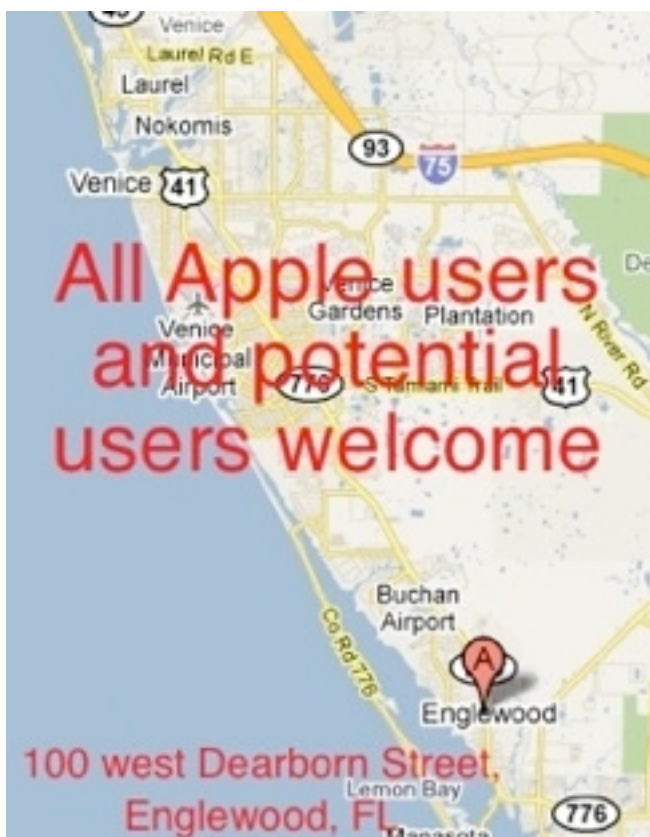 Venice
Laurel Rd E
Laurel
Nokomis
93
75
Venice
41
All Apple users
Venice
Gardens
Plantation
N River Rd
Venice
Municipal
Airport
and potential
776
S Tamiami Trail
41
users welcome
Buchan
Airport
Co Rd 776
A
Englewood
100 west Dearborn Street,
Lemon Bay
Englewood, FL
776
Manasota